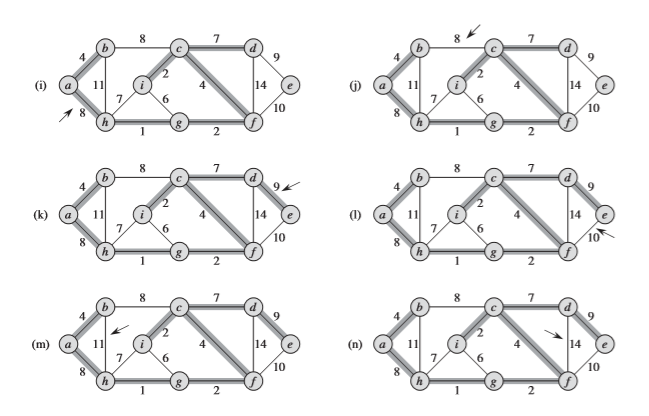 8 7
b c d
4 9
2
(i) a 11 i 4 14 e
7 6
8 10
h g f
1 2
8 7
b c d
4 9
2
(j) a 11 i 4 14 e
7 6
8 10
h g f
1 2
8 7
b c d
4 9
2
(k) a 11 i 4 14 e
7 6
8 10
h g f
1 2
8 7
b c d
4 9
2
(l) a 11 i 4 14 e
7 6
8 10
h g f
1 2
8 7
b c d
4 9
2
(m) a 11 i 4 14 e
7 6
8 10
h g f
1 2
8 7
b c d
4 9
2
(n) a 11 i 4 14 e
7 6
8 10
h g f
1 2